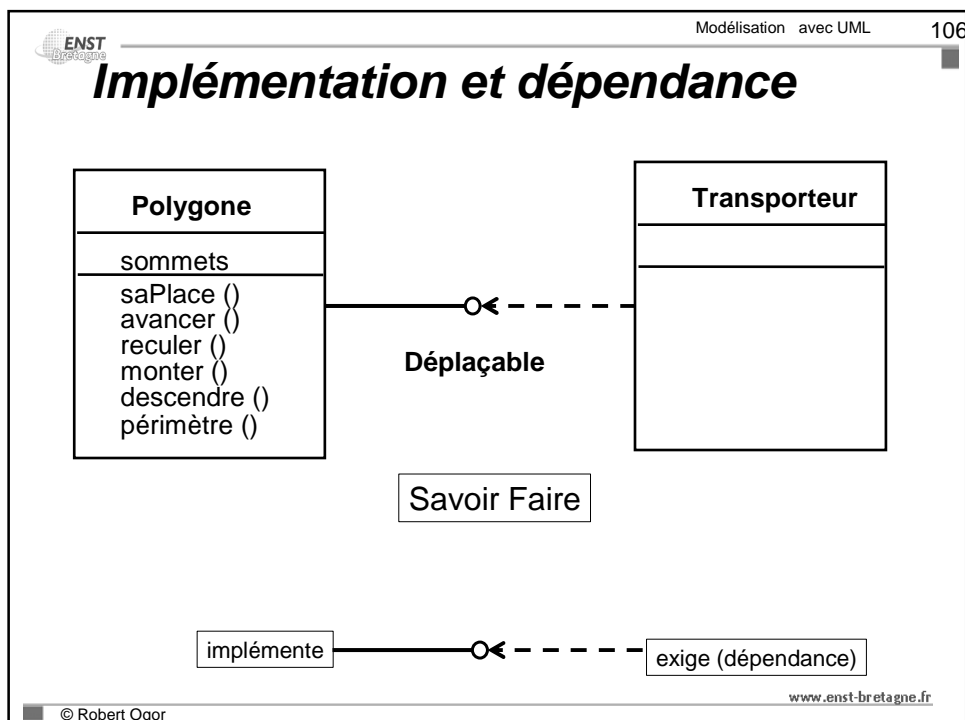 Modélisation avec UML
106
ENST
Bretagne
Implémentation et dépendance
Polygone
sommets
saPlace ()
avancer ()
reculer ()
monter ()
descendre ()
périmètre ()
Déplaçable
Transporteur
Savoir Faire
implémente
exige (dépendance)
www.enst-bretagne.fr
© Robert Ogor